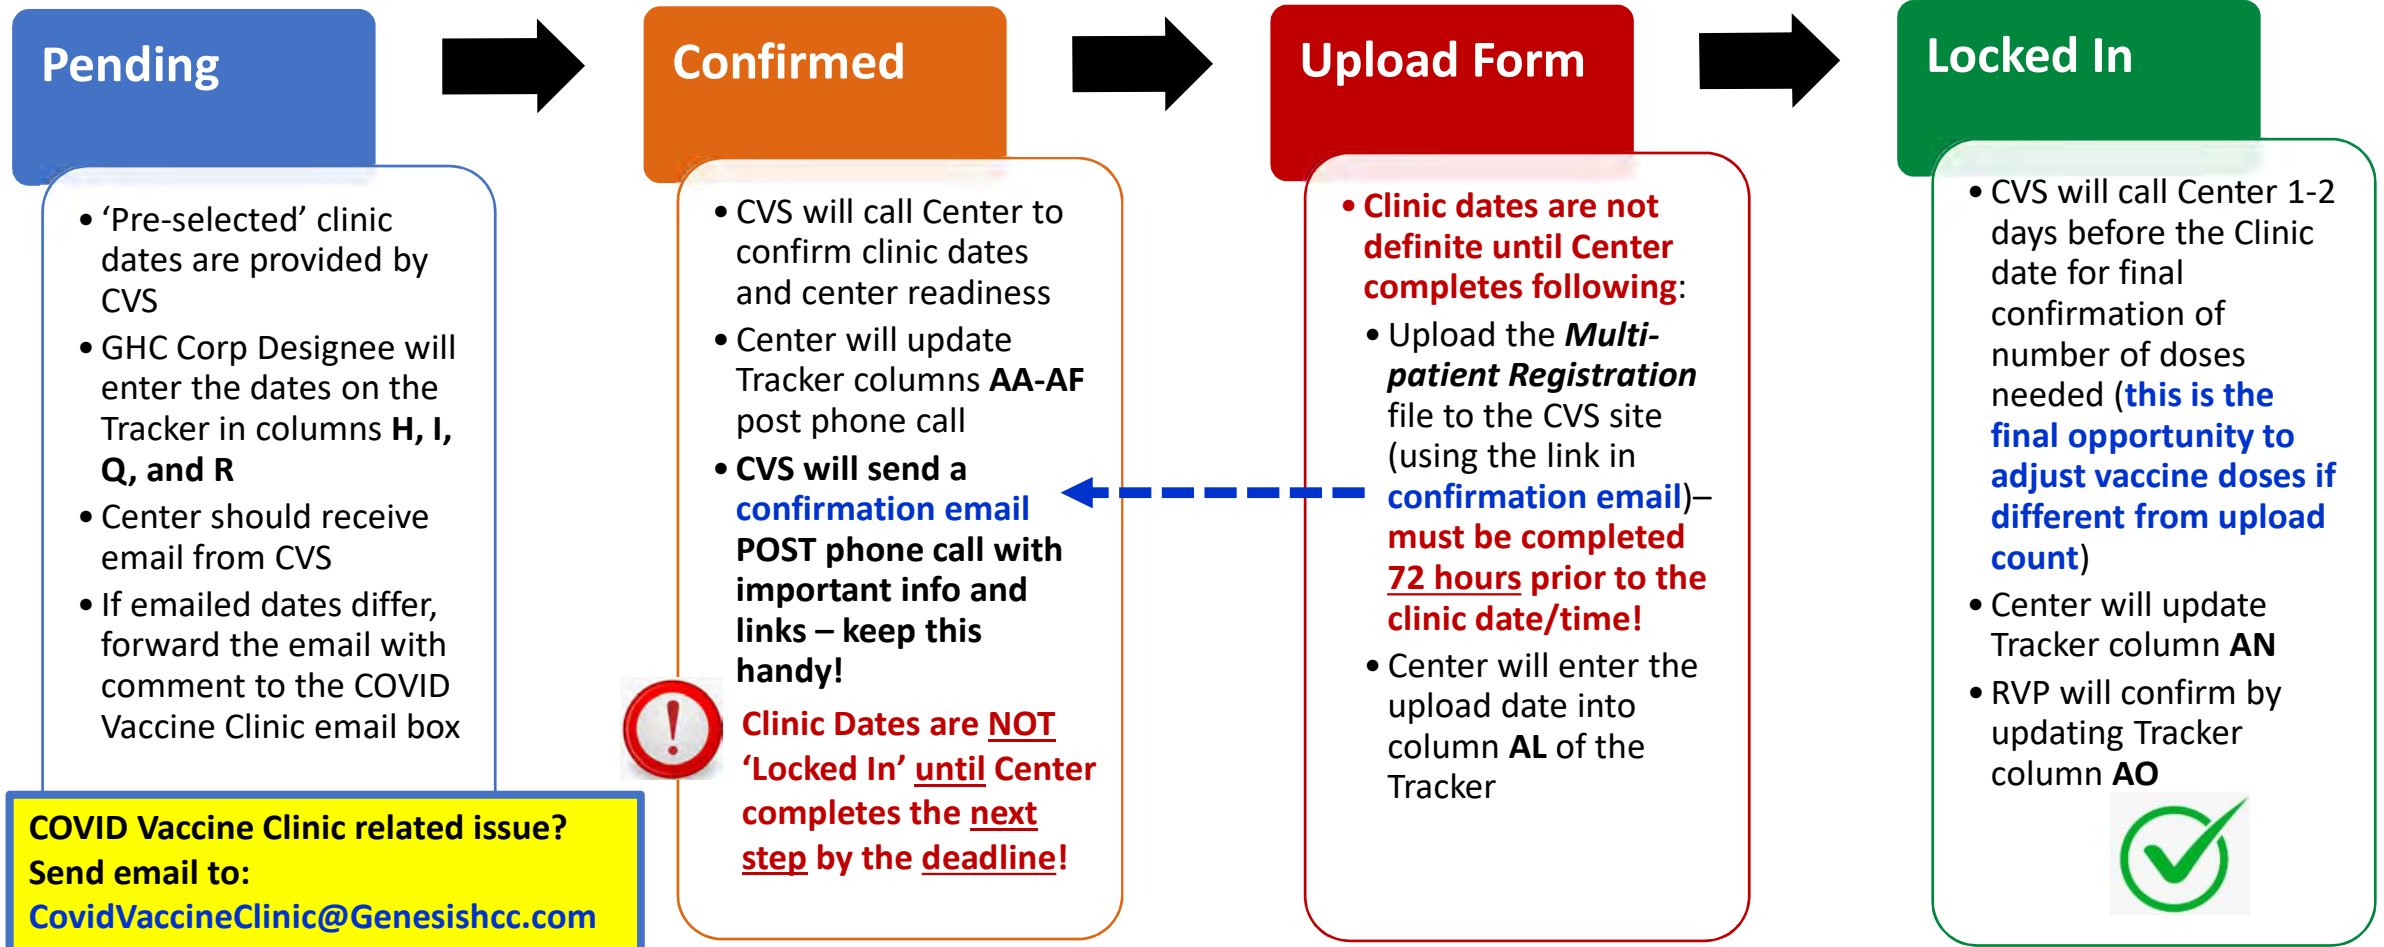 Pending
• ‘Pre-selected’ clinic
dates are provided by
CVS
• GHC Corp Designee will
enter the dates on the
Tracker in columns H, I,
Q, and R
• Center should receive
email from CVS
• If emailed dates differ,
forward the email with
comment to the COVID
Vaccine Clinic email box
COVID Vaccine Clinic related issue?
Send email to:
CovidVaccineClinic@Genesishcc.com
Confirmed
• CVS will call Center to
confirm clinic dates
and center readiness
• Center will update
Tracker columns AA-AF
post phone call
• CVS will send a
confirmation email
POST phone call with
important info and
links – keep this
handy!
Clinic Dates are NOT
‘Locked In’ until Center
completes the next
step by the deadline!
Upload Form
• Clinic dates are not
definite until Center
completes following:
• Upload the Multi-
patient Registration
file to the CVS site
(using the link in
confirmation email)–
must be completed
72 hours prior to the
clinic date/time!
• Center will enter the
upload date into
column AL of the
Tracker
Locked In
• CVS will call Center 1-2
days before the Clinic
date for final
confirmation of
number of doses
needed (this is the
final opportunity to
adjust vaccine doses if
different from upload
count)
• Center will update
Tracker column AN
• RVP will confirm by
updating Tracker
column AO